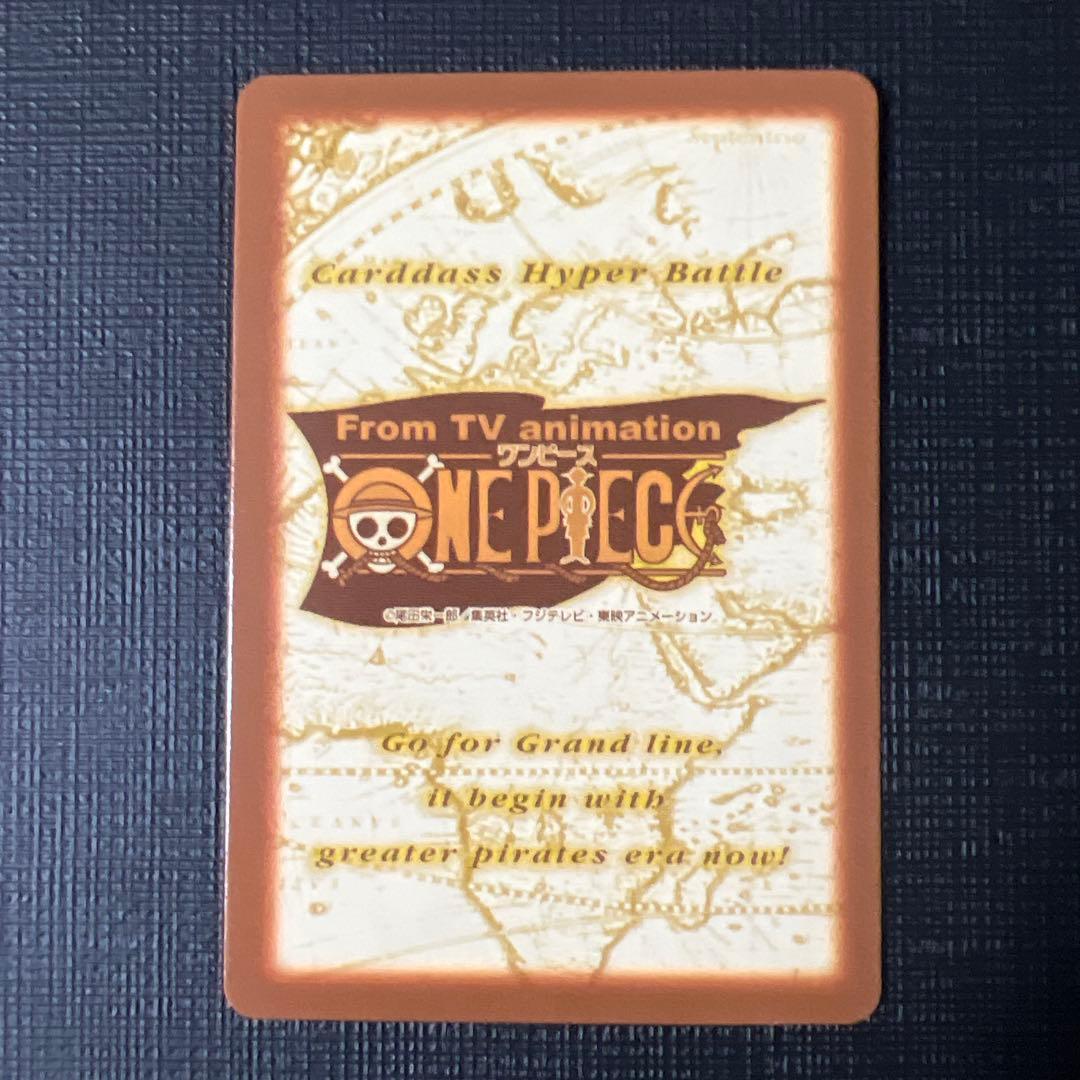 Septentrio
Carddass Hyper Battle
From TV animation
ワンピース
ONE PIECE
©尾田栄一郎/集英社・フジテレビ・東映アニメーション
Go for Grand line,
it begin with
greater pirates era now!